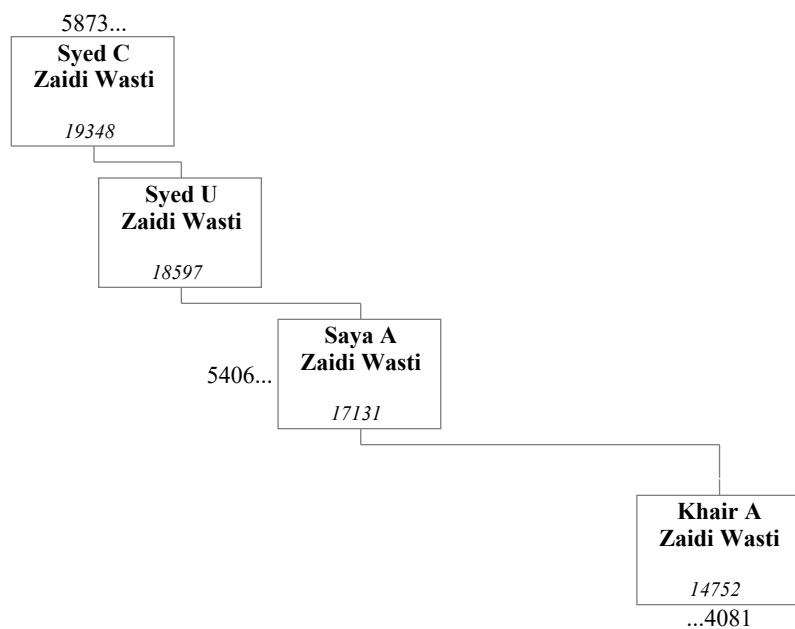 5873...
Syed C
Zaidi Wasti
19348
Syed U
Zaidi Wasti
18597
Saya A
Zaidi Wasti
5406...
17131
Khair A
Zaidi Wasti
14752
...4081